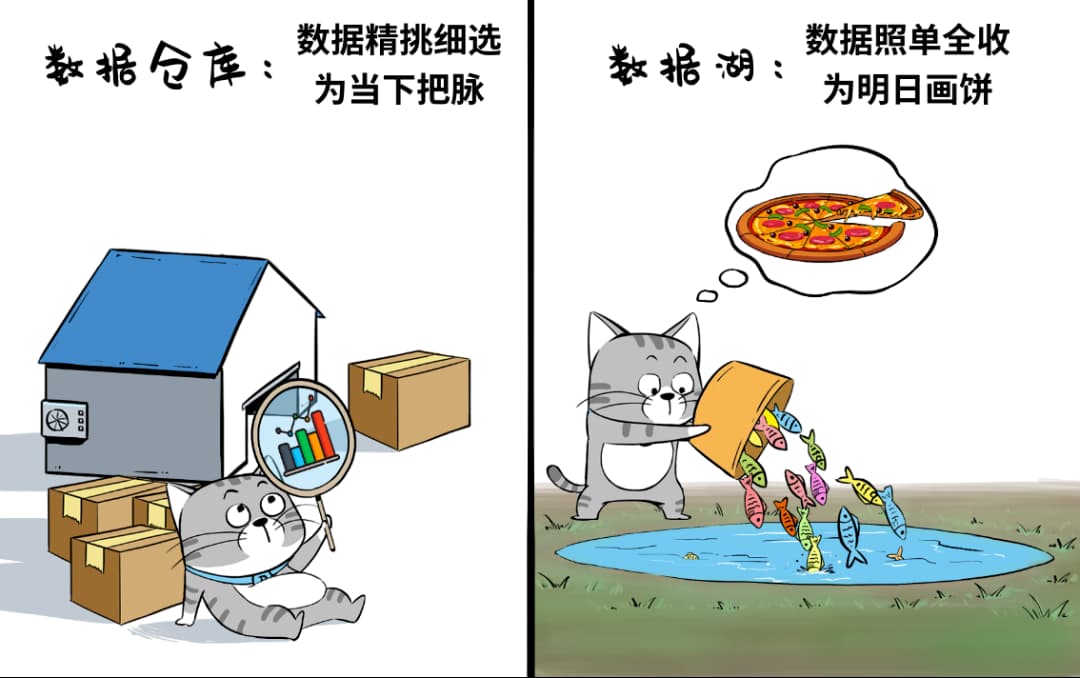 数据仓库：
数据精挑细选
为当下把脉
数据湖：
数据照单全收
为明日画饼